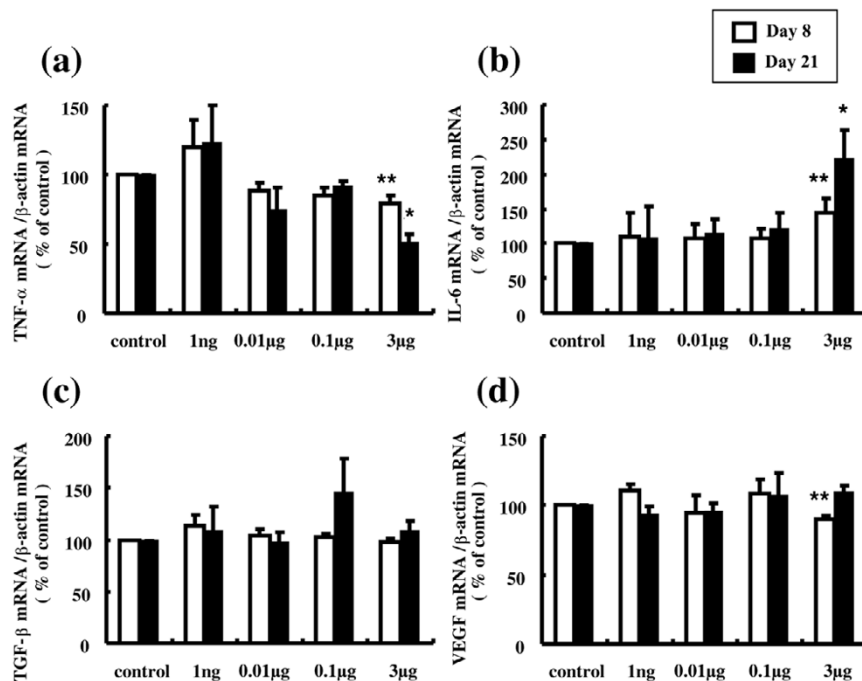 Day 8
Day 21
(a)
TNF-α mRNA /β-actin mRNA
( % of control )
150
100
50
0
**
*
control 1ng 0.01μg 0.1μg 3μg
(b)
IL-6 mRNA /β-actin mRNA
( % of control )
300
250
200
150
100
50
0
**
*
control 1ng 0.01μg 0.1μg 3μg
(c)
TGF-β mRNA /β-actin mRNA
( % of control )
200
150
100
50
0
control 1ng 0.01μg 0.1μg 3μg
(d)
VEGF mRNA /β-actin mRNA
( % of control )
150
100
50
0
**
control 1ng 0.01μg 0.1μg 3μg